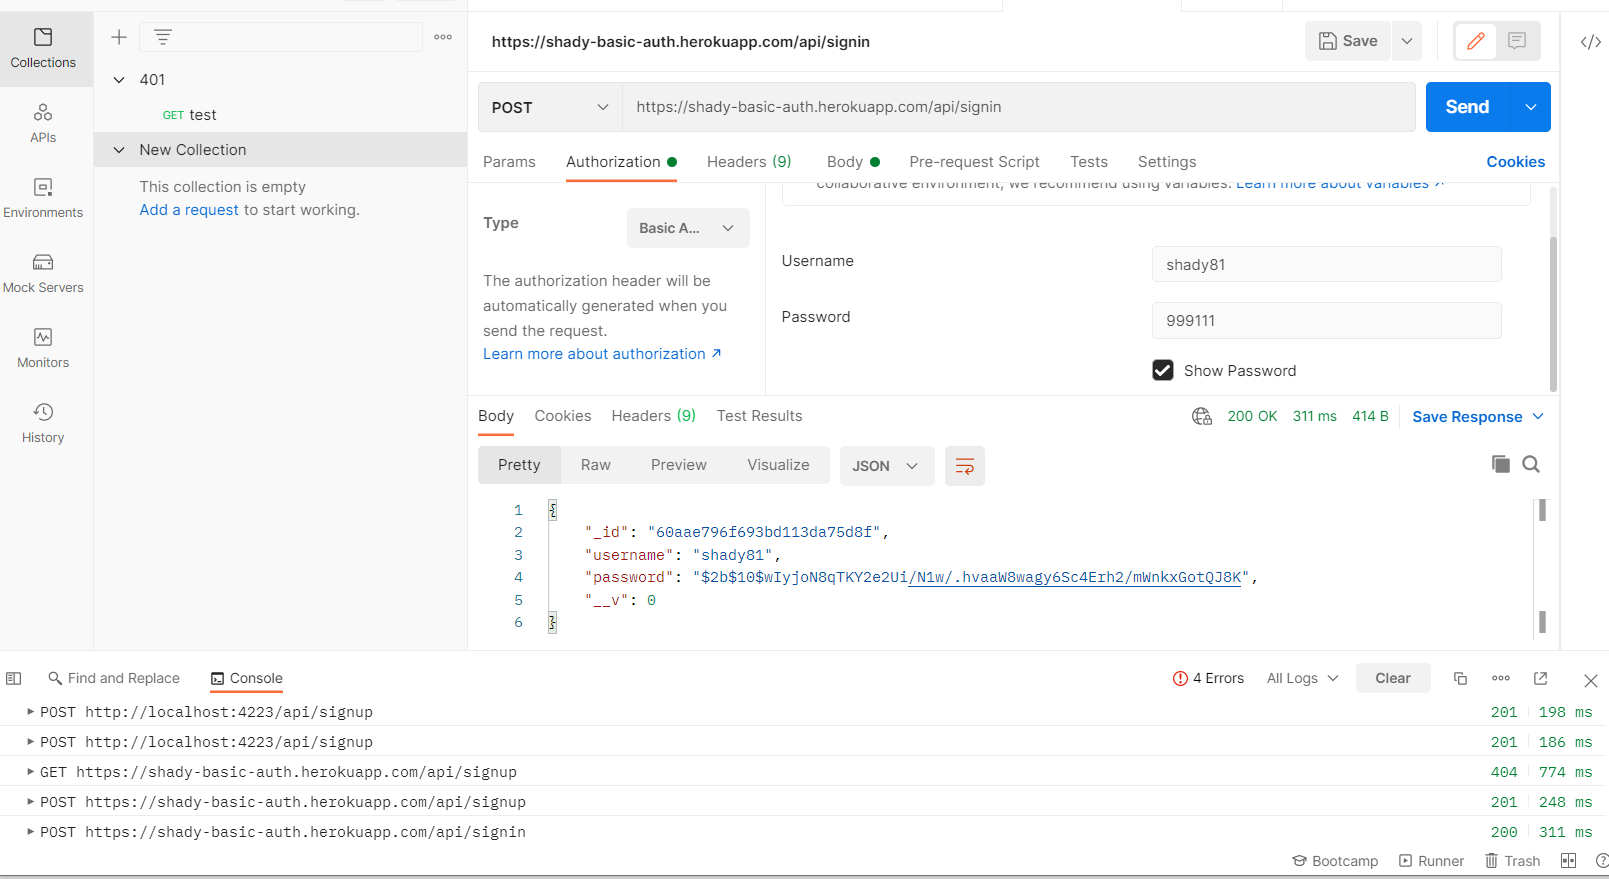 Collections
APIs
Environments
Mock Servers
Monitors
History
401
GET test
New Collection
This collection is empty
Add a request to start working.
https://shady-basic-auth.herokuapp.com/api/signin
Save
POST
https://shady-basic-auth.herokuapp.com/api/signin
Send
Params
Authorization
Headers (9)
Body
Pre-request Script
Tests
Settings
Cookies
collaborative environment, we recommend using variables. Learn more about variables ↗
Type
Basic A...
The authorization header will be
automatically generated when you
send the request.
Learn more about authorization ↗
Username
shady81
Password
999111
Show Password
Body
Cookies
Headers (9)
Test Results
200 OK
311 ms
414 B
Save Response
Pretty
Raw
Preview
Visualize
JSON
1 {
2 "_id": "60aae796f693bd113da75d8f",
3 "username": "shady81",
4 "password": "$2b$10$wIyjoN8qTKY2e2Ui/N1w/.hvaaW8wagy6Sc4Erh2/mWnkxGotQJ8K",
5 "__v": 0
6 }
Find and Replace
Console
4 Errors
All Logs
Clear
POST http://localhost:4223/api/signup 201 198 ms
POST http://localhost:4223/api/signup 201 186 ms
GET https://shady-basic-auth.herokuapp.com/api/signup 404 774 ms
POST https://shady-basic-auth.herokuapp.com/api/signup 201 248 ms
POST https://shady-basic-auth.herokuapp.com/api/signin 200 311 ms
Bootcamp
Runner
Trash